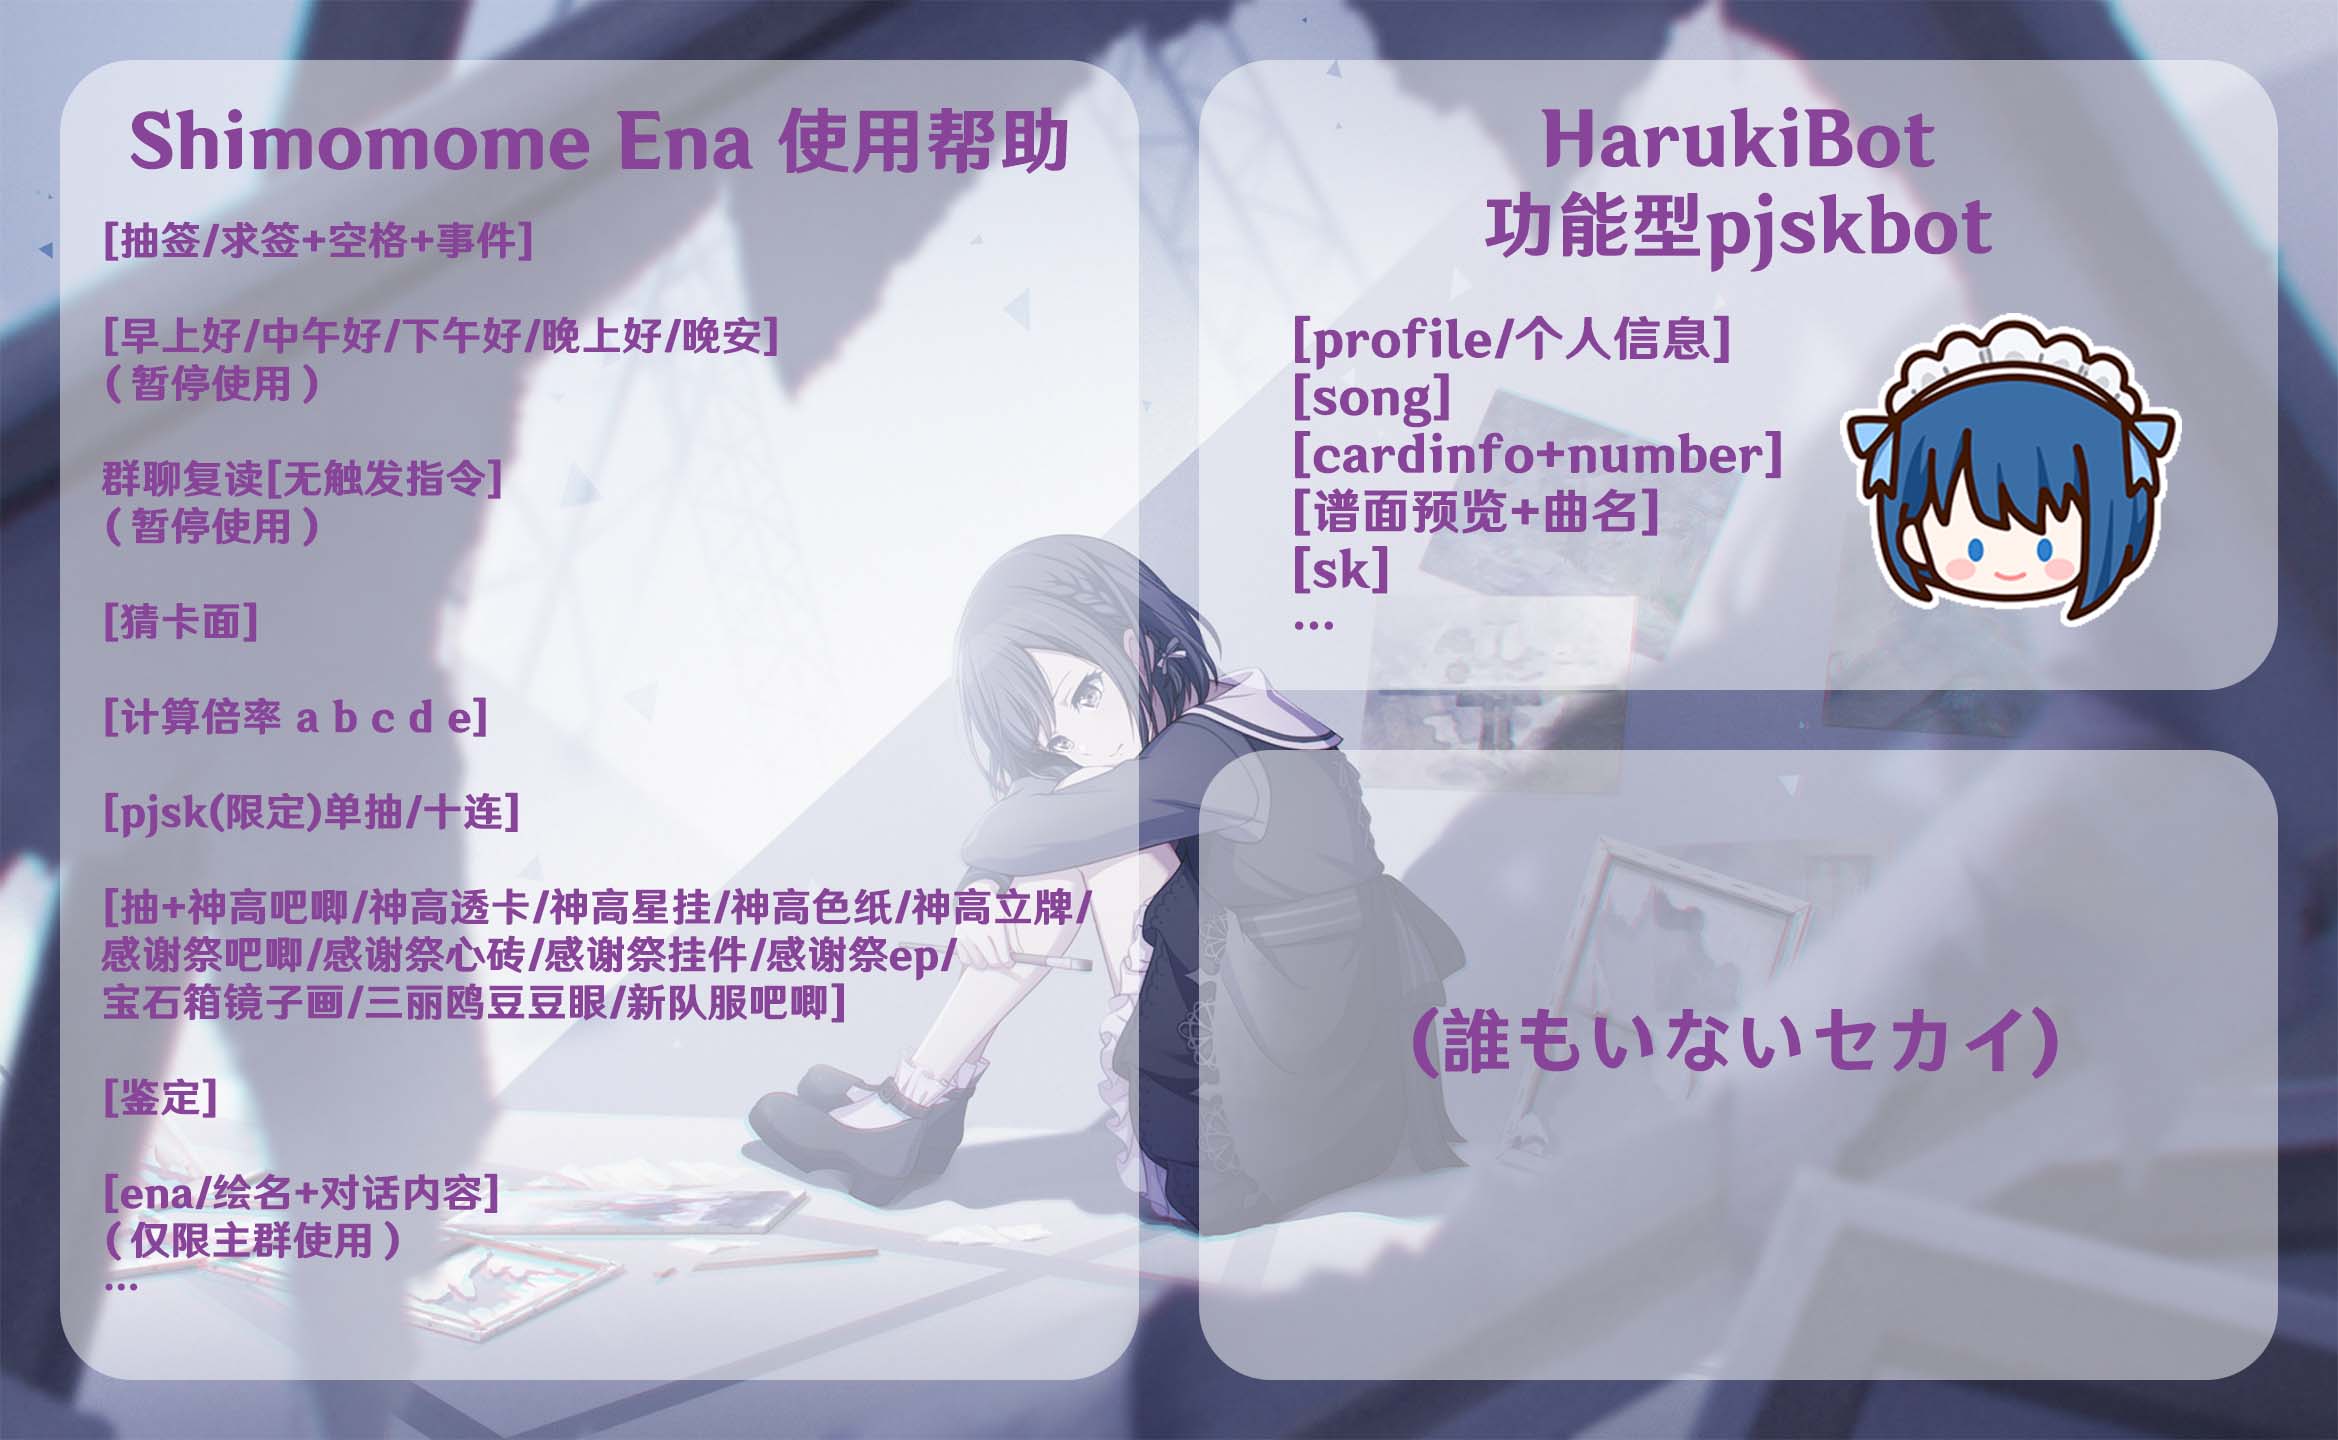 Shimomome Ena 使用帮助
[抽签/求签+空格+事件]
[早上好/中午好/下午好/晚上好/晚安]
（暂停使用）
群聊复读[无触发指令]
（暂停使用）
[猜卡面]
[计算倍率 a b c d e]
[pjsk(限定)单抽/十连]
[抽+神高吧唧/神高透卡/神高星挂/神高色纸/神高立牌/
感谢祭吧唧/感谢祭心砖/感谢祭挂件/感谢祭ep/
宝石箱镜子画/三丽鸥豆豆眼/新队服吧唧]
[鉴定]
[ena/绘名+对话内容]
（仅限主群使用）
...
HarukiBot
功能型pjskbot
[profile/个人信息]
[song]
[cardinfo+number]
[谱面预览+曲名]
[sk]
...
(誰もいないセカイ)